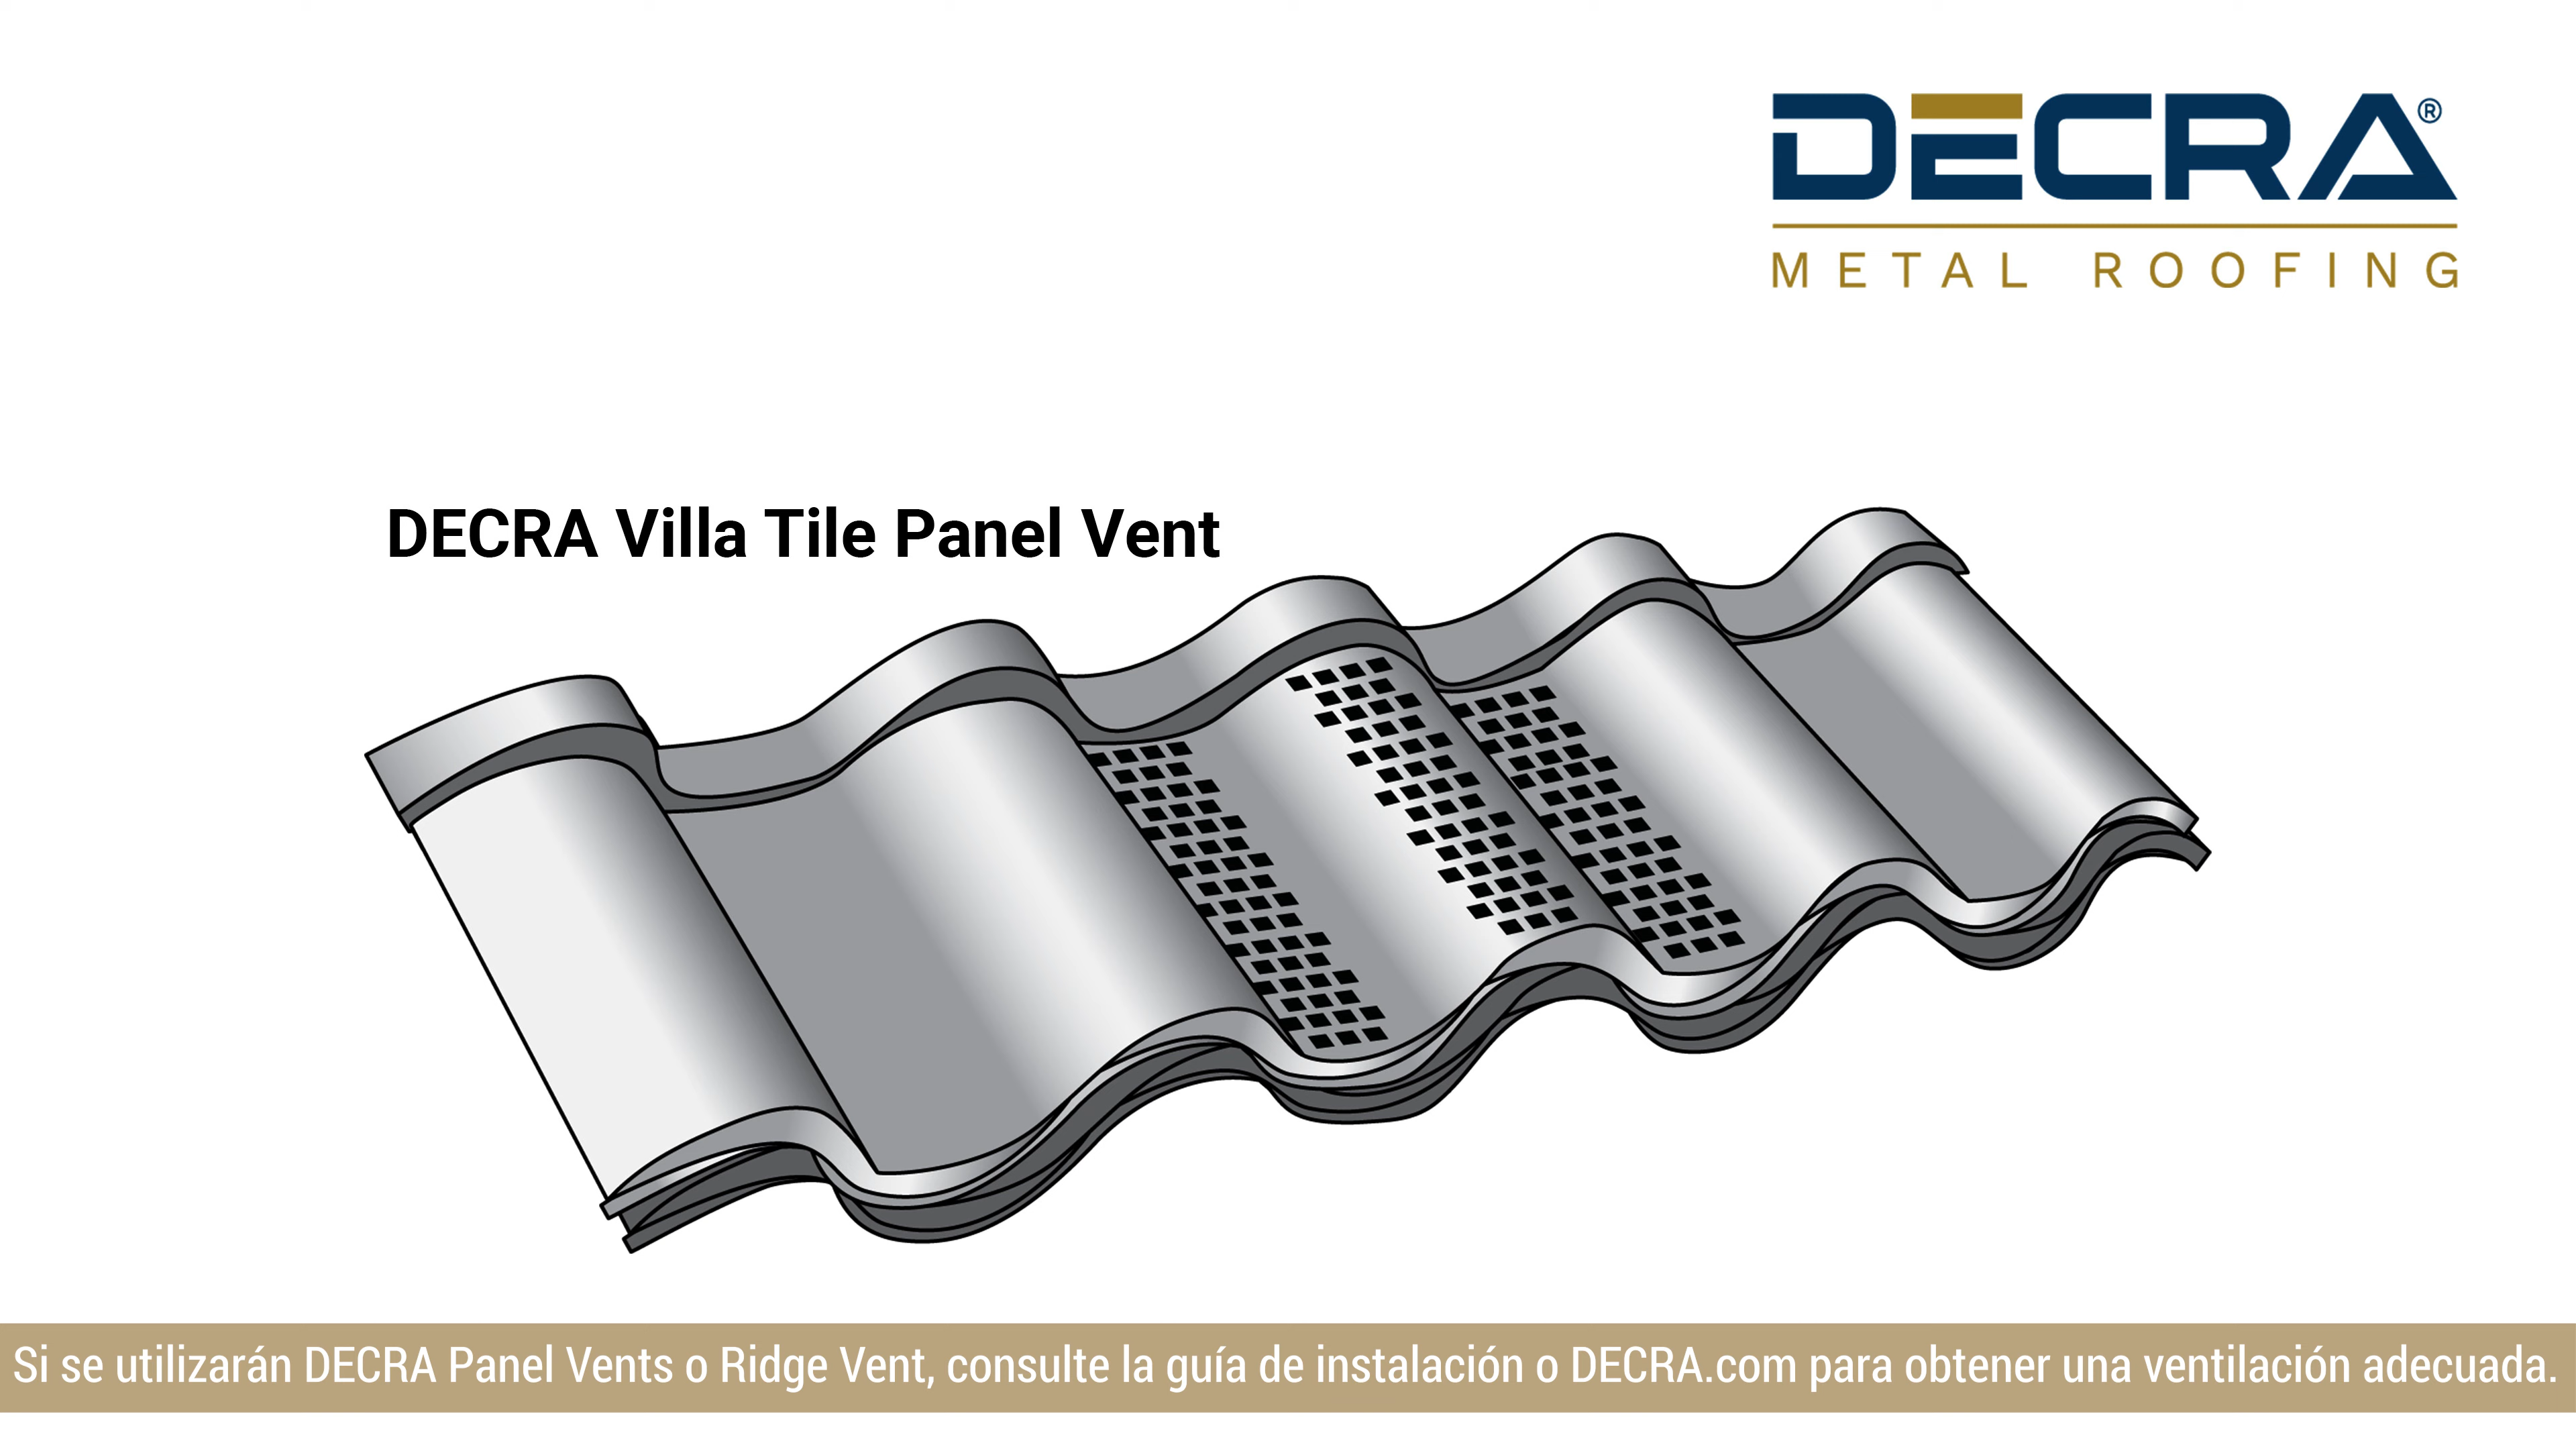 DECRA®
METAL ROOFING
DECRA Villa Tile Panel Vent
Si se utilizarán DECRA Panel Vents o Ridge Vent, consulte la guía de instalación o DECRA.com para obtener una ventilación adecuada.